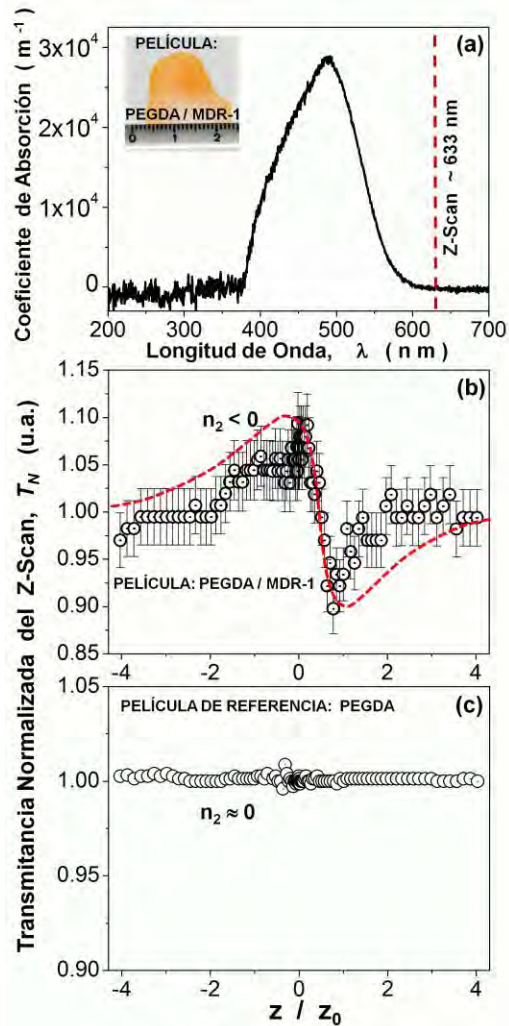 (a)
PELÍCULA:
PEGDA / MDR-1
0 1 2
Z-Scan ~ 633 nm
Coeficiente de Absorción ( m⁻¹ )
3x10⁴
2x10⁴
1x10⁴
0
200 300 400 500 600 700
Longitud de Onda, λ ( n m )
(b)
n₂ < 0
PELÍCULA: PEGDA / MDR-1
1.15
1.10
1.05
1.00
0.95
0.90
0.85
-4 -2 0 2 4
Transmitancia Normalizada del Z-Scan, T_N (u.a.)
(c)
PELÍCULA DE REFERENCIA: PEGDA
n₂ ≈ 0
1.05
1.00
0.95
0.90
-4 -2 0 2 4
z / z₀